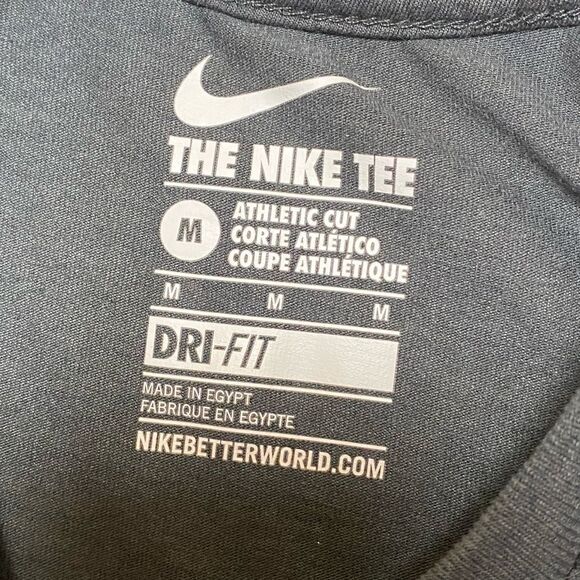 THE NIKE TEE
M
ATHLETIC CUT
CORTE ATLÉTICO
COUPE ATHLÉTIQUE
M M M
DRI-FIT
MADE IN EGYPT
FABRIQUE EN EGYPTE
NIKEBETTERWORLD.COM